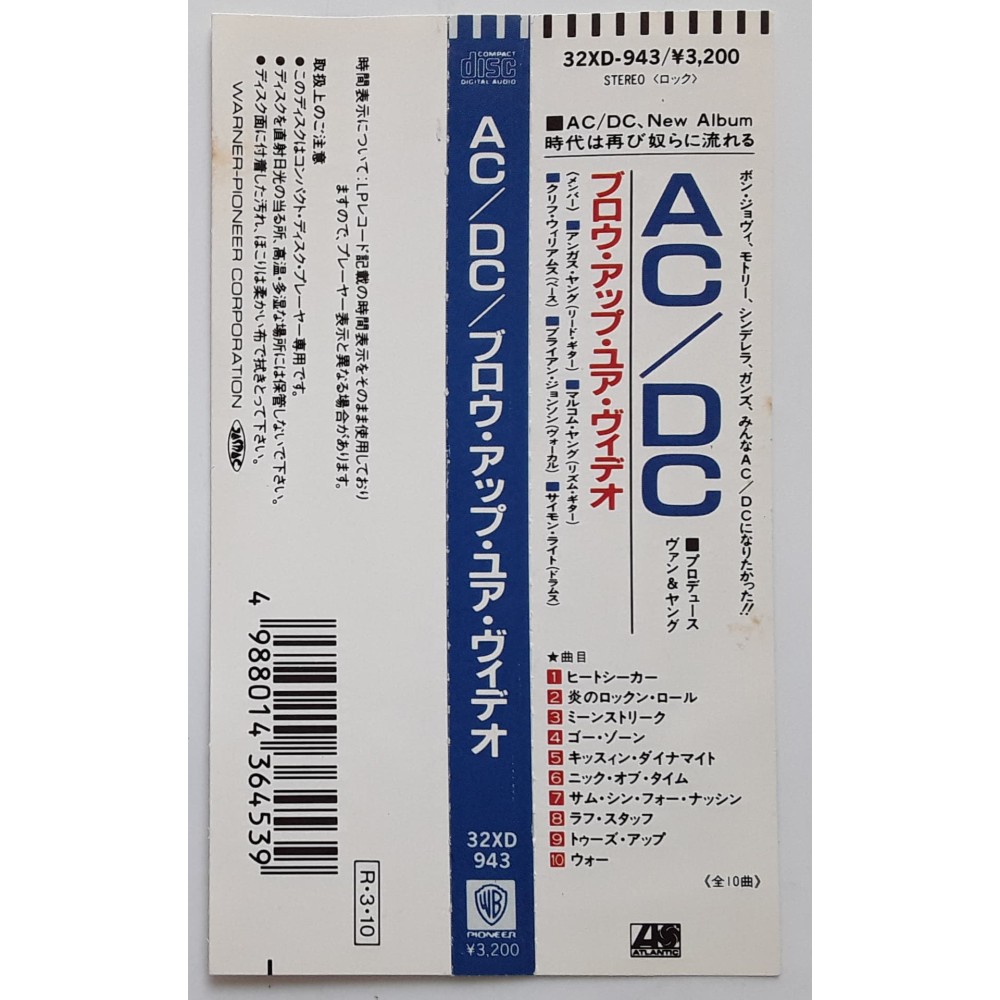 32XD-943/¥3,200
STEREO〈ロック〉
■AC/DC、New Album
時代は再び奴らに流れる
ボン・ジョヴィ、モトリー、シンデレラ、ガンズ、みんなAC/DCになりたかった!!
AC/DC
■プロデュース
ヴァンダ&ヤング
ブロウ・アップ・ユア・ヴィデオ
(メンバー)■アンガス・ヤング(リード・ギター)■マルコム・ヤング(リズム・ギター)
■クリフ・ウィリアムス(ベース)■ブライアン・ジョンソン(ヴォーカル)■サイモン・ライト(ドラムス)
★曲目
1 ヒートシーカー
2 炎のロックン・ロール
3 ミーンストリーク
4 ゴー・ゾーン
5 キッスィン・ダイナマイト
6 ニック・オブ・タイム
7 サム・シン・フォー・ナッシン
8 ラフ・スタッフ
9 トゥーズ・アップ
10 ウォー
《全10曲》
ATLANTIC
COMPACT
disc
DIGITAL AUDIO
AC/DC/ブロウ・アップ・ユア・ヴィデオ
32XD
943
WB
PIONEER
¥3,200
時間表示について:LPレコード記載の時間表示をそのまま使用しており
ますので、プレーヤー表示と異なる場合があります。
取扱上のご注意
●このディスクはコンパクト・ディスク・プレーヤー専用です。
●ディスクを直射日光の当る所、高温・多湿な場所には保管しないで下さい。
●ディスク面に付着した汚れ、ほこりは柔かい布で拭きとって下さい。
WARNER-PIONEER CORPORATION
4 988014 364539
R・3・10